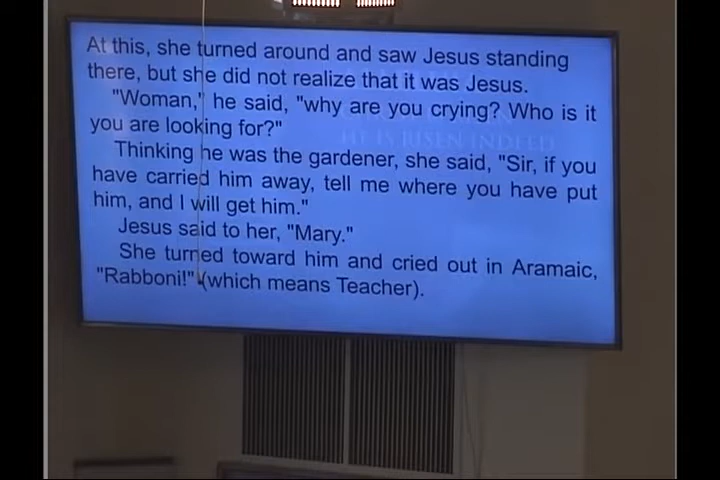 At this, she turned around and saw Jesus standing
there, but she did not realize that it was Jesus.
"Woman," he said, "why are you crying? Who is it
you are looking for?"
HE IS RISEN INDEED
Thinking he was the gardener, she said, "Sir, if you
have carried him away, tell me where you have put
him, and I will get him."
Jesus said to her, "Mary."
She turned toward him and cried out in Aramaic,
"Rabboni!" (which means Teacher).